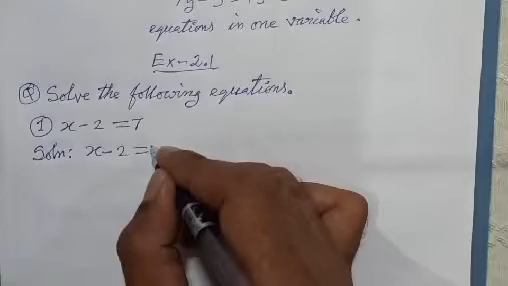 equations in one variable.
Ex-2.1
Q Solve the following equations.
1 x-2=7
Soln: x-2=